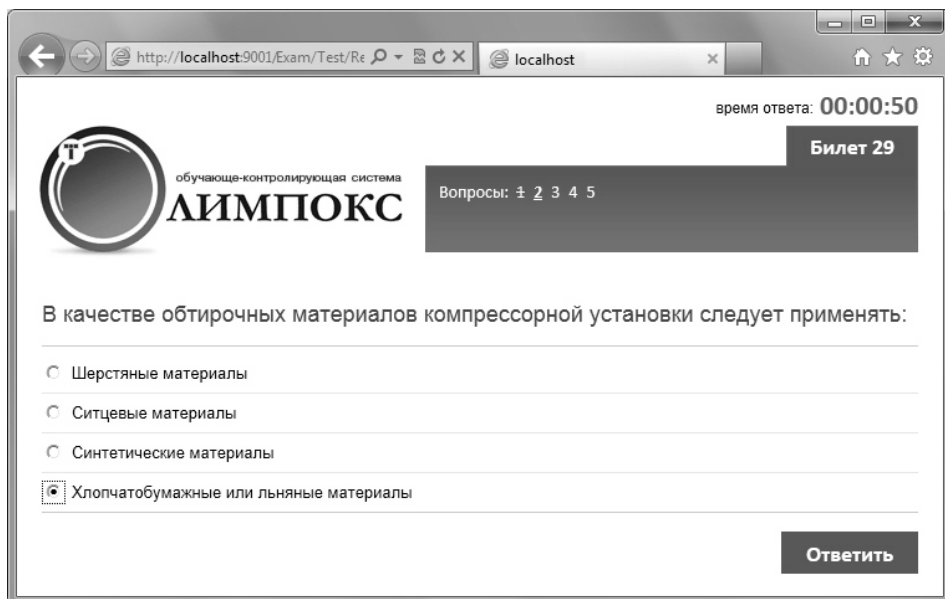 http://localhost:9001/Exam/Test/Re
localhost
время ответа: 00:00:50
Билет 29
Т
обучающе-контролирующая система
ЛИМПОКС
Вопросы: 1 2 3 4 5
В качестве обтирочных материалов компрессорной установки следует применять:
Шерстяные материалы
Ситцевые материалы
Синтетические материалы
Хлопчатобумажные или льняные материалы
Ответить